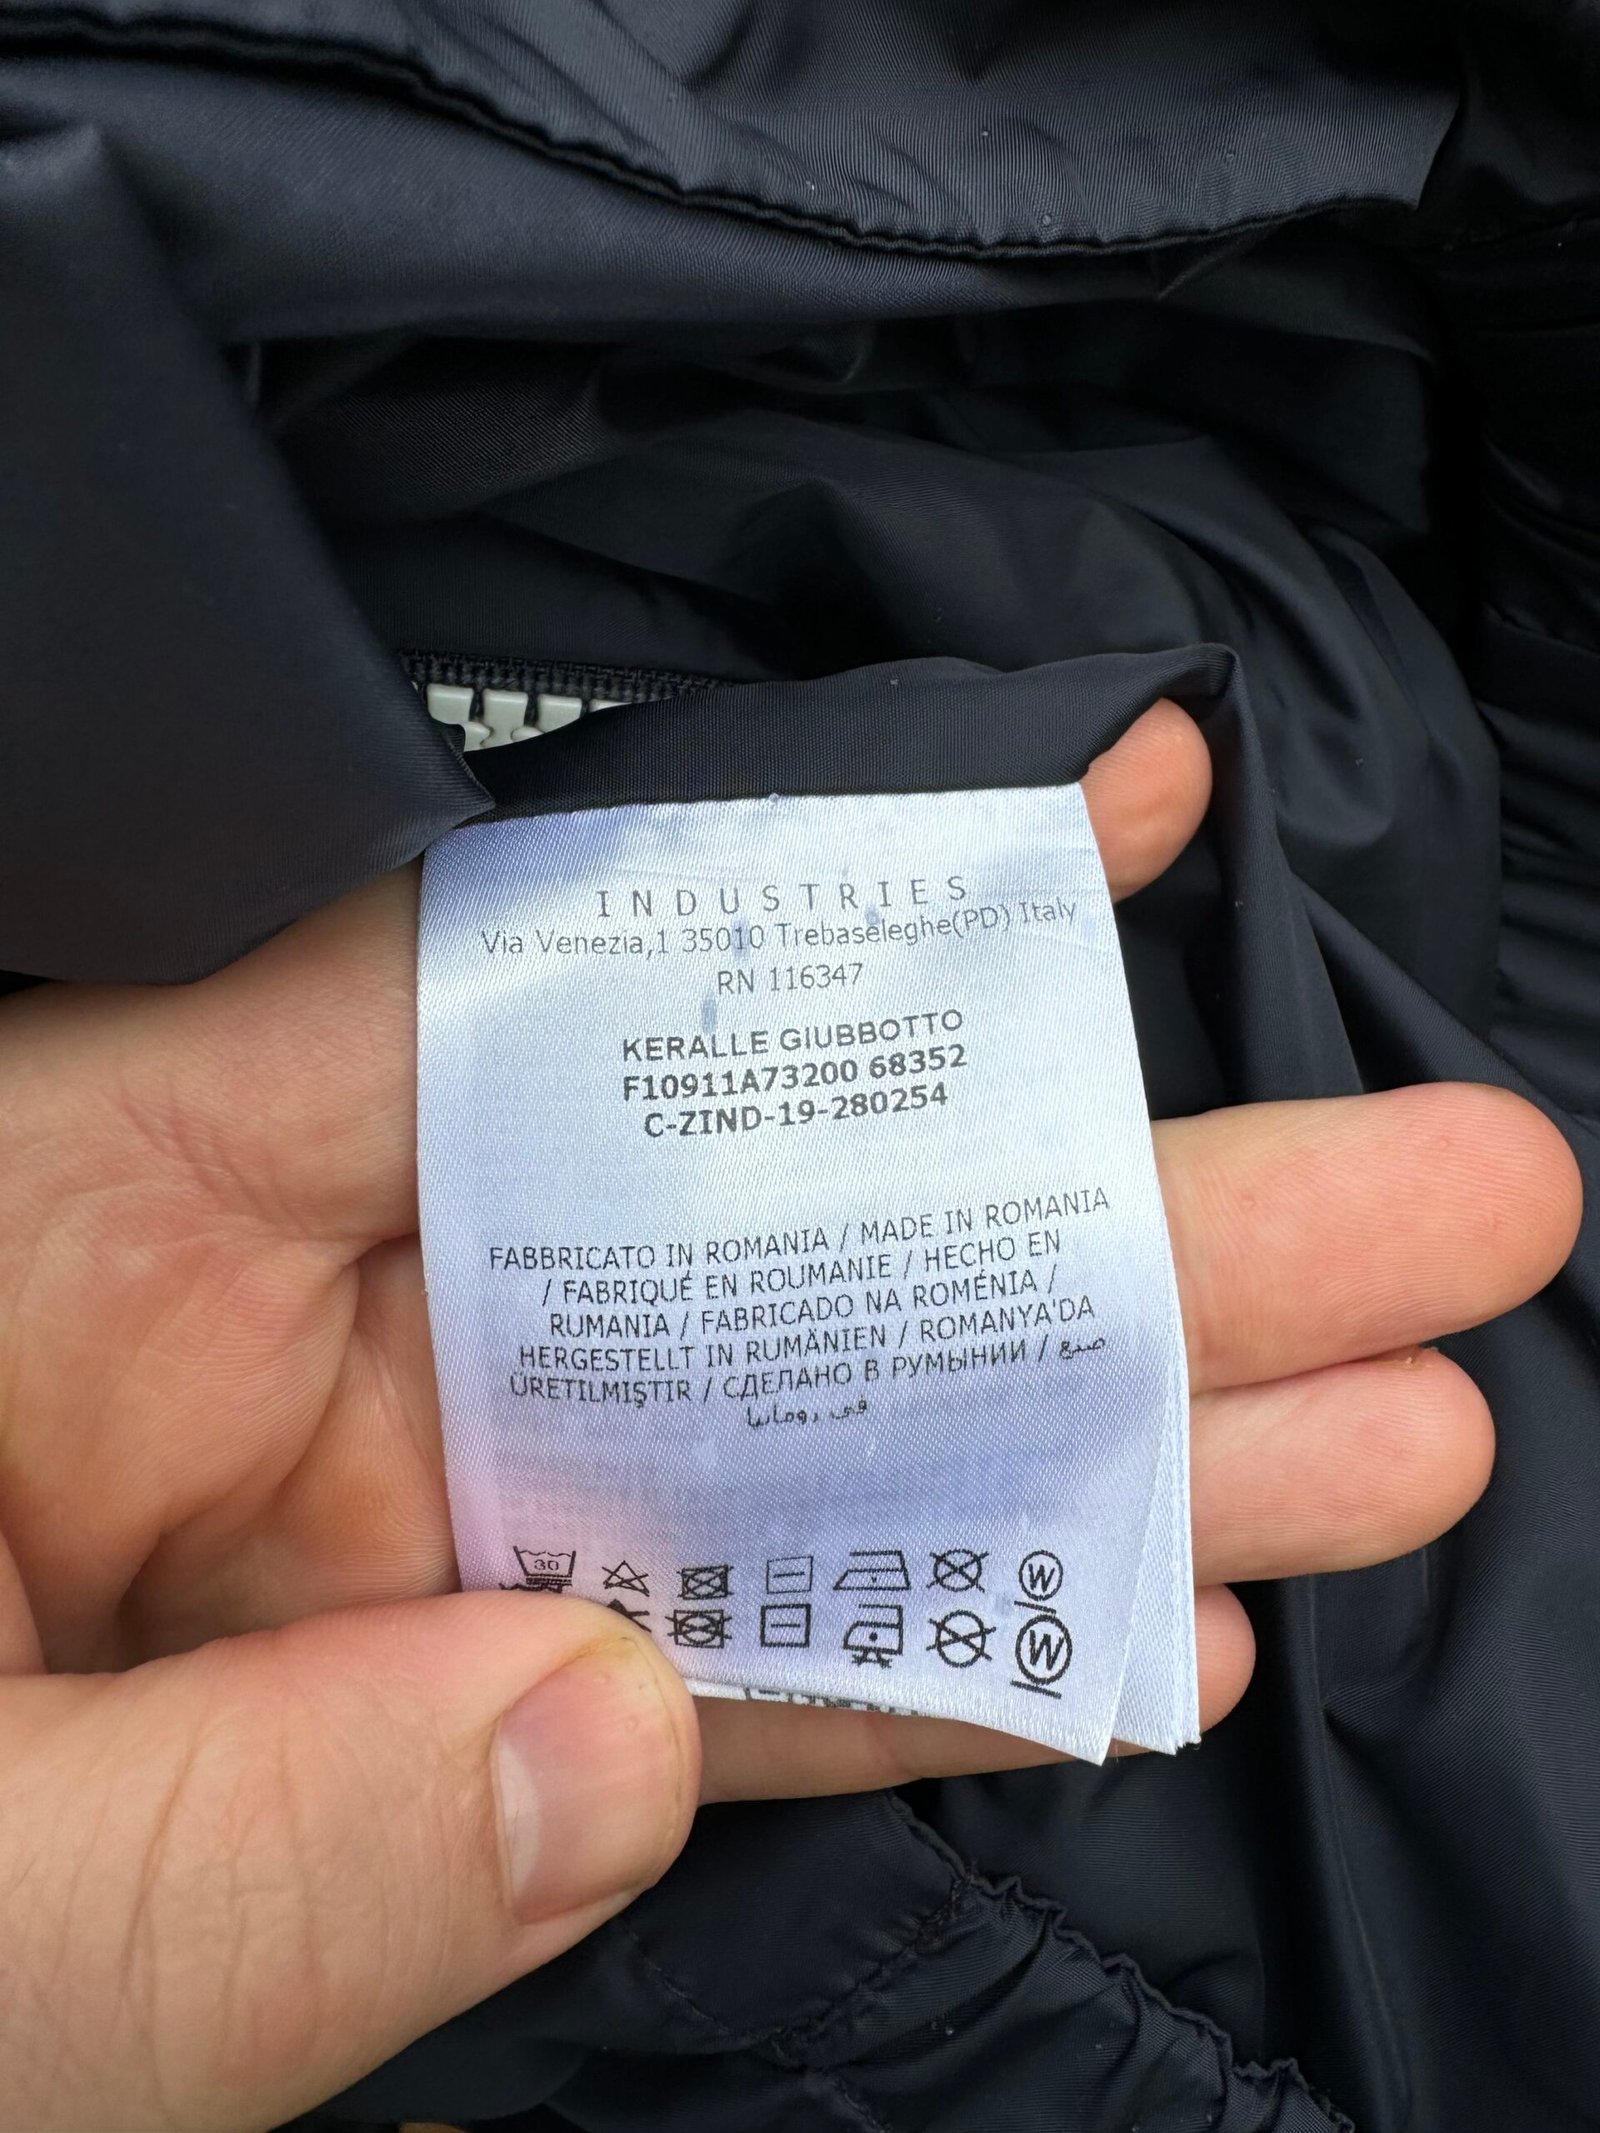 INDUSTRIES
Via Venezia,1 35010 Trebaseleghe(PD) Italy
RN 116347
KERALLE GIUBBOTTO
F10911A73200 68352
C-ZIND-19-280254
FABBRICATO IN ROMANIA / MADE IN ROMANIA
/ FABRIQUÉ EN ROUMANIE / HECHO EN
RUMANIA / FABRICADO NA ROMÉNIA /
HERGESTELLT IN RUMÄNIEN / ROMANYA'DA
ÜRETILMIŞTIR / СДЕЛАНО В РУМЫНИИ / صنع
في رومانيا
30 W
W